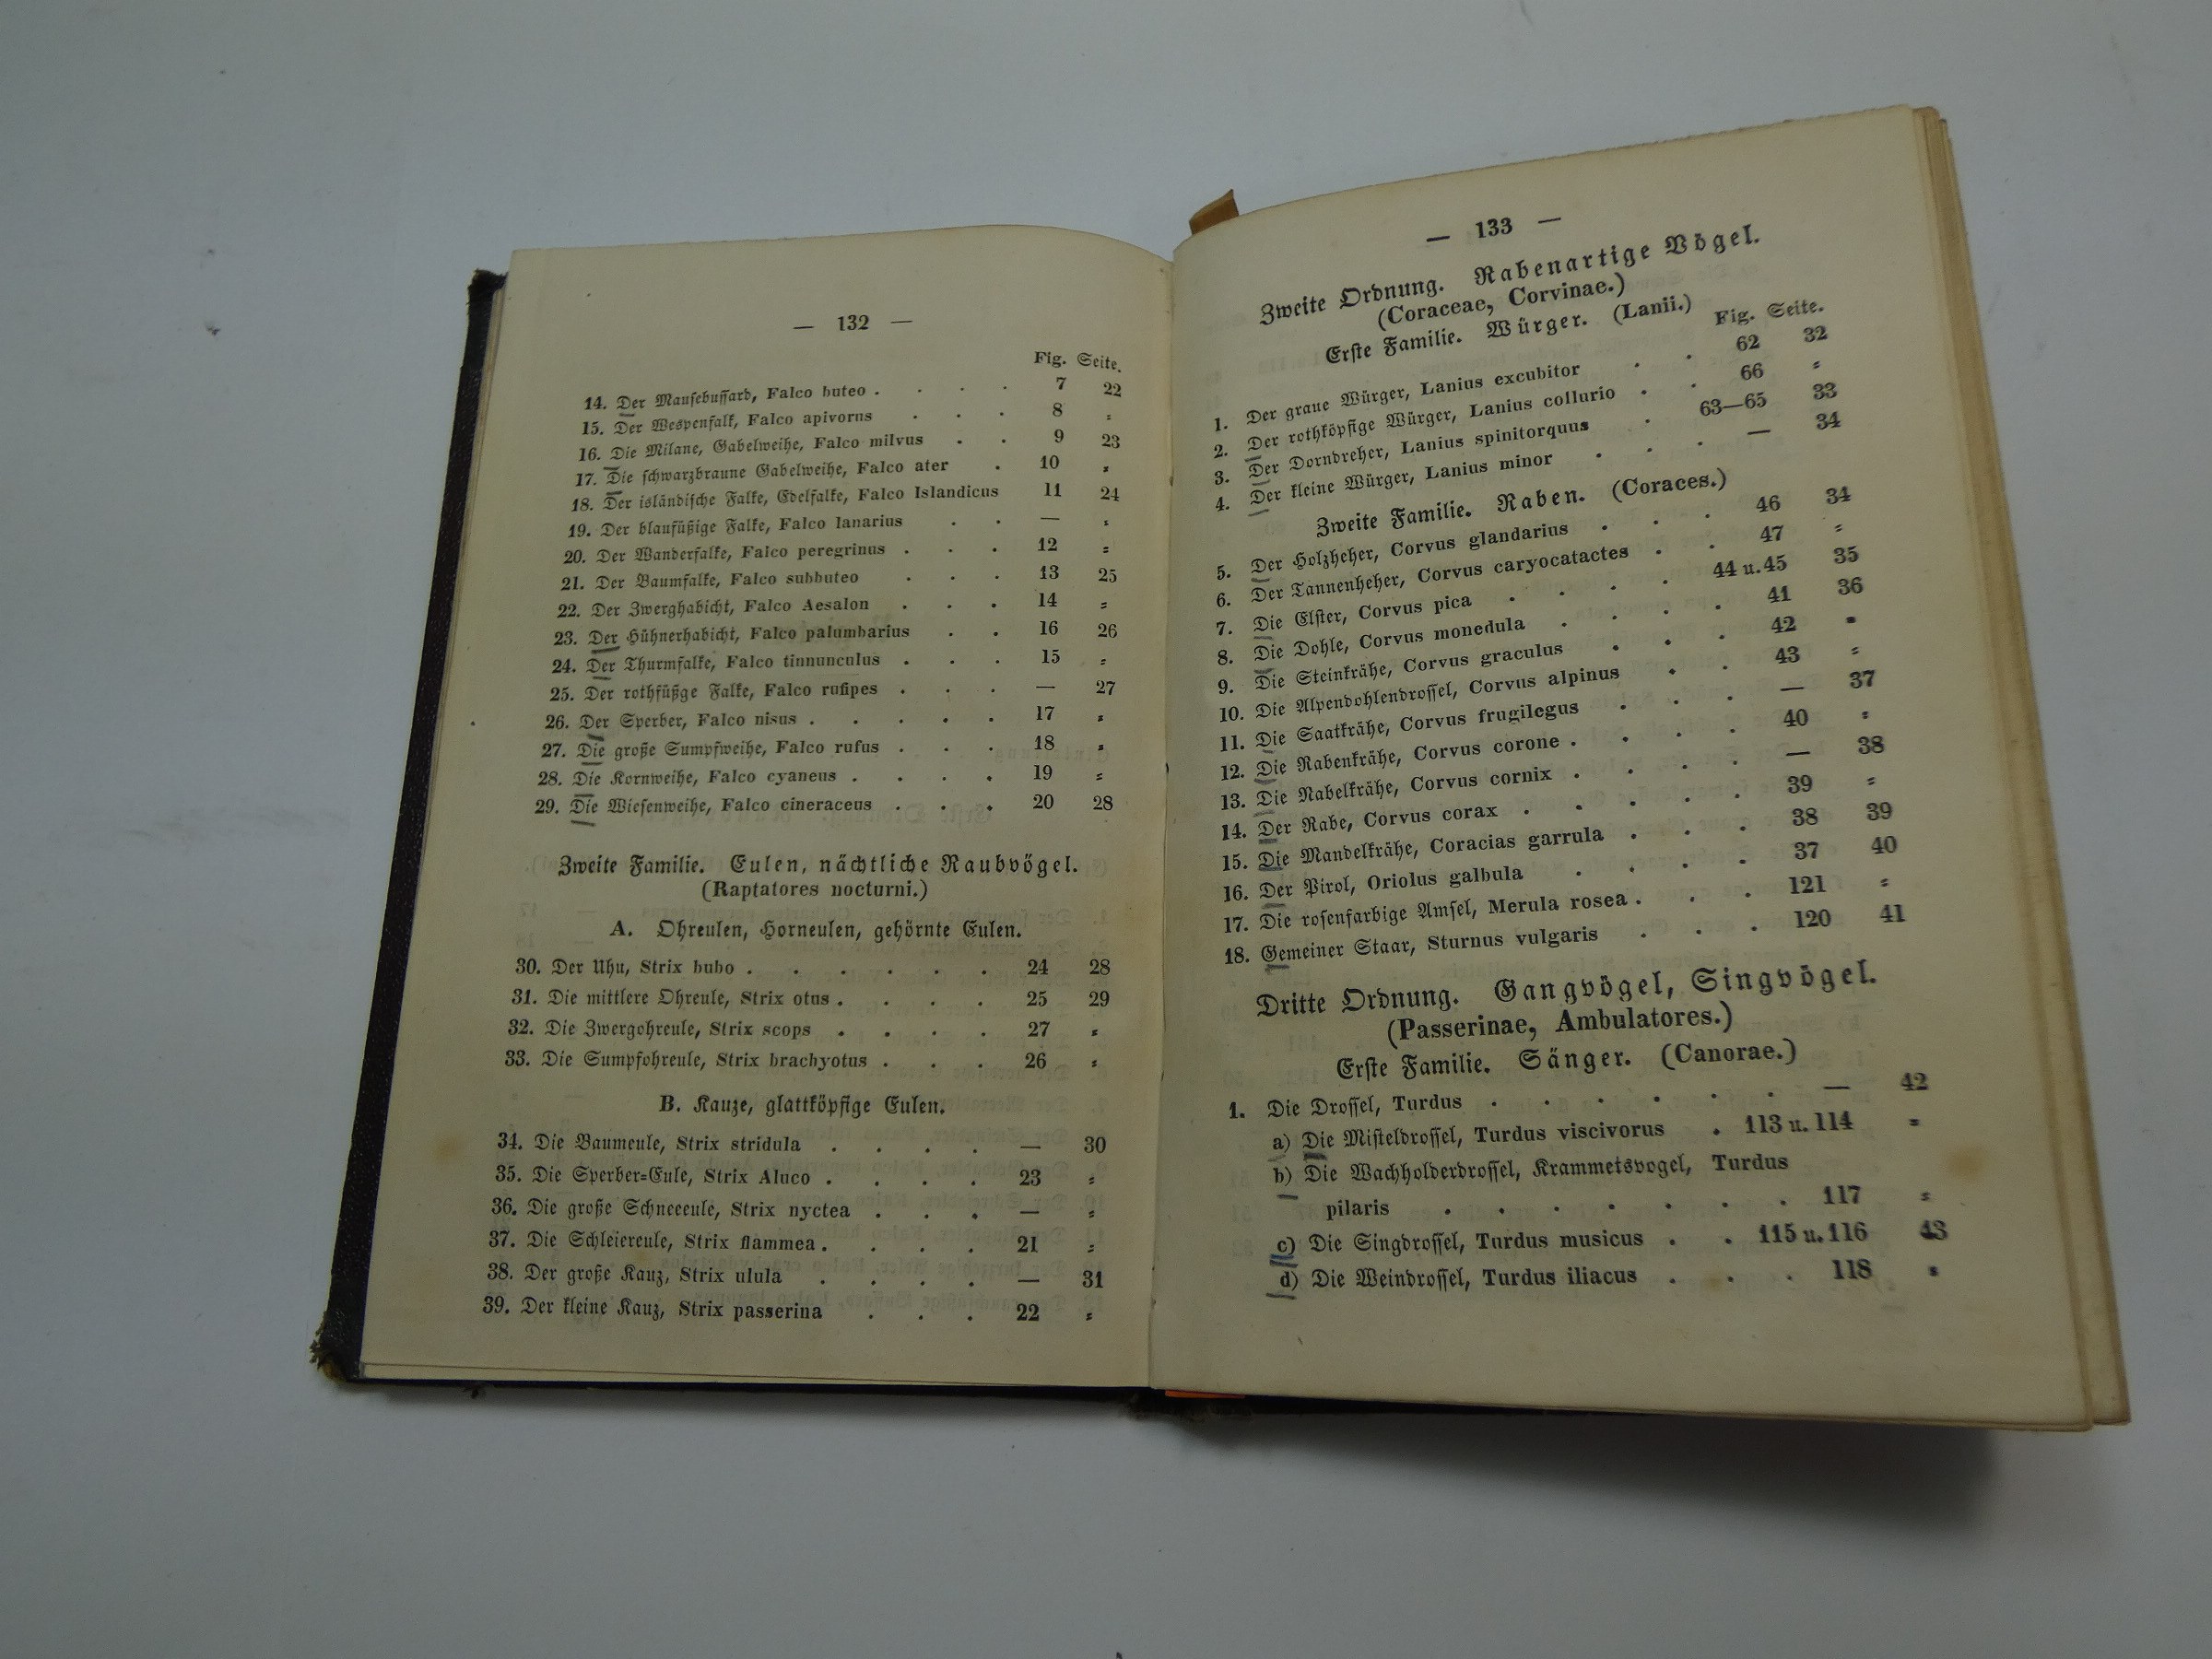 — 132 —
Fig. Seite.
14. Der Mausebussard, Falco buteo . . . . 7 22
15. Der Wespenfalk, Falco apivorns . . . 8 "
16. Die Milane, Gabelweihe, Falco milvus . . 9 23
17. Die schwarzbraune Gabelweihe, Falco ater . 10 "
18. Der isländische Falke, Edelfalke, Falco Islandicus 11 24
19. Der blaufüßige Falke, Falco lanarius . . — "
20. Der Wanderfalke, Falco peregrinus . . . 12 "
21. Der Baumfalke, Falco subbuteo . . . 13 25
22. Der Zwerghabicht, Falco Aesalon . . . 14 "
23. Der Hühnerhabicht, Falco palumbarius . . 16 26
24. Der Thurmfalke, Falco tinnunculus . . . 15 "
25. Der rothfüßge Falke, Falco rufipes . . . — 27
26. Der Sperber, Falco nisus . . . . . 17 "
27. Die große Sumpfweihe, Falco rufus . . . 18 "
28. Die Kornweihe, Falco cyaneus . . . . 19 "
29. Die Wiesenweihe, Falco cineraceus . . . 20 28
Zweite Familie. Eulen, nächtliche Raubvögel.
(Raptatores nocturni.)
A. Ohreulen, Horneulen, gehörnte Eulen.
30. Der Uhu, Strix bubo . . . . . . 24 28
31. Die mittlere Ohreule, Strix otus . . . . 25 29
32. Die Zwergohreule, Strix scops . . . . 27 "
33. Die Sumpfohreule, Strix brachyotus . . . 26 "
B. Kauze, glattköpfige Eulen.
34. Die Baumeule, Strix stridula . . . . — 30
35. Die Sperber=Eule, Strix Aluco . . . . 23 "
36. Die große Schneeeule, Strix nyctea . . . — "
37. Die Schleiereule, Strix flammea . . . . 21 "
38. Der große Kauz, Strix ulula . . . . — 31
39. Der kleine Kauz, Strix passerina . . . 22 "
— 133 —
Zweite Ordnung. Rabenartige Vögel.
(Coraceae, Corvinae.)
Erste Familie. Würger. (Lanii.)
Fig. Seite.
1. Der graue Würger, Lanius excubitor . . 62 32
2. Der rothköpfige Würger, Lanius collurio . . 66 "
3. Der Dorndreher, Lanius spinitorquus . 63—65 33
4. Der kleine Würger, Lanius minor . . . — 34
Zweite Familie. Raben. (Coraces.)
5. Der Holzheher, Corvus glandarius . . . 46 34
6. Der Tannenheher, Corvus caryocatactes . . 47 "
7. Die Elster, Corvus pica . . . . 44 u. 45 35
8. Die Dohle, Corvus monedula . . . . 41 36
9. Die Steinkrähe, Corvus graculus . . . 42 "
10. Die Alpendohlendrossel, Corvus alpinus . . 43 "
11. Die Saatkrähe, Corvus frugilegus . . . — 37
12. Die Rabenkrähe, Corvus corone . . . . 40 "
13. Die Nabelkrähe, Corvus cornix . . . . — 38
14. Der Rabe, Corvus corax . . . . . 39 "
15. Die Mandelkrähe, Coracias garrula . . . 38 39
16. Der Pirol, Oriolus galbula . . . . 37 40
17. Die rosenfarbige Amsel, Merula rosea . . . 121 "
18. Gemeiner Staar, Sturnus vulgaris . . . 120 41
Dritte Ordnung. Gangvögel, Singvögel.
(Passerinae, Ambulatores.)
Erste Familie. Sänger. (Canorae.)
1. Die Drossel, Turdus . . . . . . — 42
a) Die Misteldrossel, Turdus viscivorus . 113 u. 114 "
b) Die Wachholderdrossel, Krammetsvogel, Turdus
pilaris . . . . . . . 117 "
c) Die Singdrossel, Turdus musicus . . 115 u. 116 43
d) Die Weindrossel, Turdus iliacus . . . 118 "